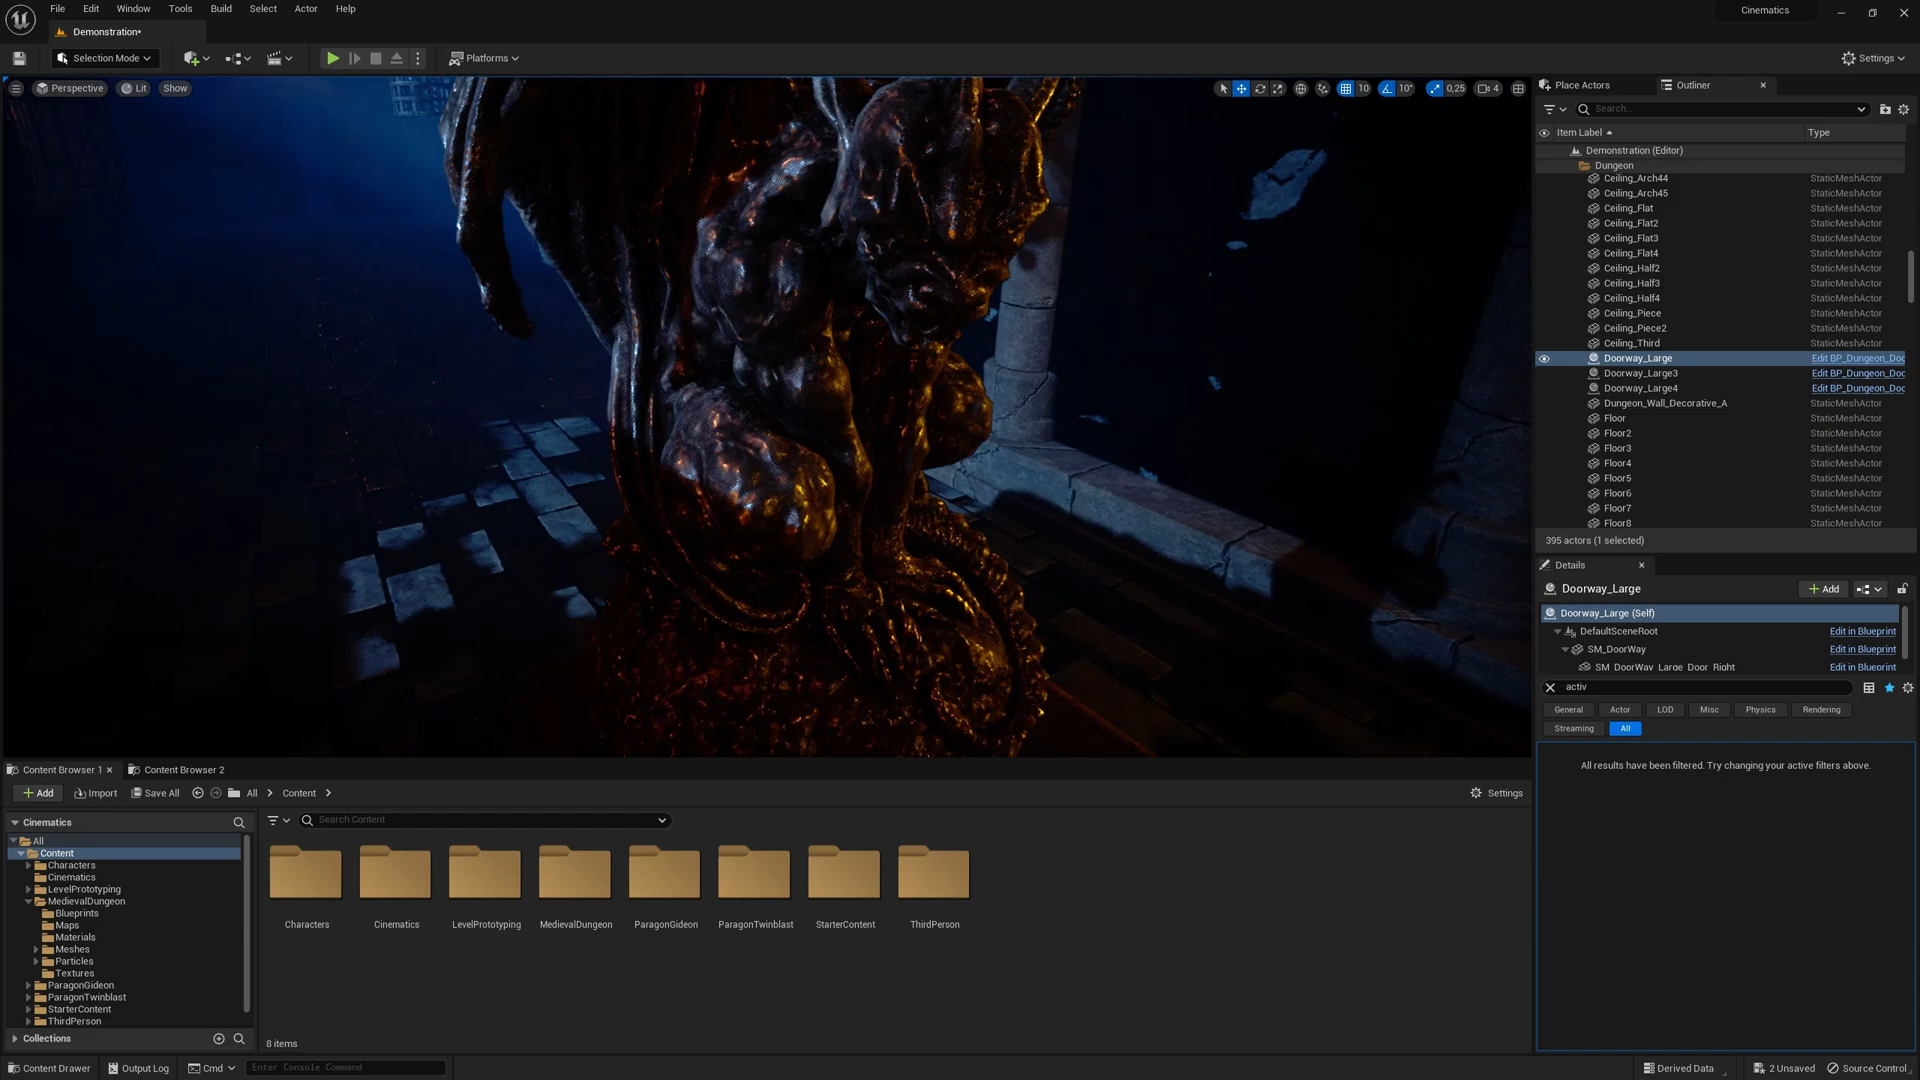 File Edit Window Tools Build Select Actor Help
Cinematics
Demonstration*
Selection Mode
Platforms
Settings
Perspective Lit Show
10 10° 0,25 4
Place Actors Outliner
Search...
Item Label Type
Demonstration (Editor)
Dungeon
Ceiling_Arch44 StaticMeshActor
Ceiling_Arch45 StaticMeshActor
Ceiling_Flat StaticMeshActor
Ceiling_Flat2 StaticMeshActor
Ceiling_Flat3 StaticMeshActor
Ceiling_Flat4 StaticMeshActor
Ceiling_Half2 StaticMeshActor
Ceiling_Half3 StaticMeshActor
Ceiling_Half4 StaticMeshActor
Ceiling_Piece StaticMeshActor
Ceiling_Piece2 StaticMeshActor
Ceiling_Third StaticMeshActor
Doorway_Large Edit BP_Dungeon_Doo
Doorway_Large3 Edit BP_Dungeon_Doo
Doorway_Large4 Edit BP_Dungeon_Doo
Dungeon_Wall_Decorative_A StaticMeshActor
Floor StaticMeshActor
Floor2 StaticMeshActor
Floor3 StaticMeshActor
Floor4 StaticMeshActor
Floor5 StaticMeshActor
Floor6 StaticMeshActor
Floor7 StaticMeshActor
Floor8 StaticMeshActor
395 actors (1 selected)
Details
Doorway_Large Add
Doorway_Large (Self)
DefaultSceneRoot Edit in Blueprint
SM_DoorWay Edit in Blueprint
SM_DoorWay_Large_Door_Right Edit in Blueprint
activ
General Actor LOD Misc Physics Rendering
Streaming All
All results have been filtered. Try changing your active filters above.
Content Browser 1 Content Browser 2
Add Import Save All All Content Settings
Cinematics
Search Content
All
Content
Characters
Cinematics
LevelPrototyping
MedievalDungeon
Blueprints
Maps
Materials
Meshes
Particles
Textures
ParagonGideon
ParagonTwinblast
StarterContent
ThirdPerson
Collections
Characters Cinematics LevelPrototyping MedievalDungeon ParagonGideon ParagonTwinblast StarterContent ThirdPerson
8 items
Content Drawer Output Log Cmd Enter Console Command
Derived Data 2 Unsaved Source Control